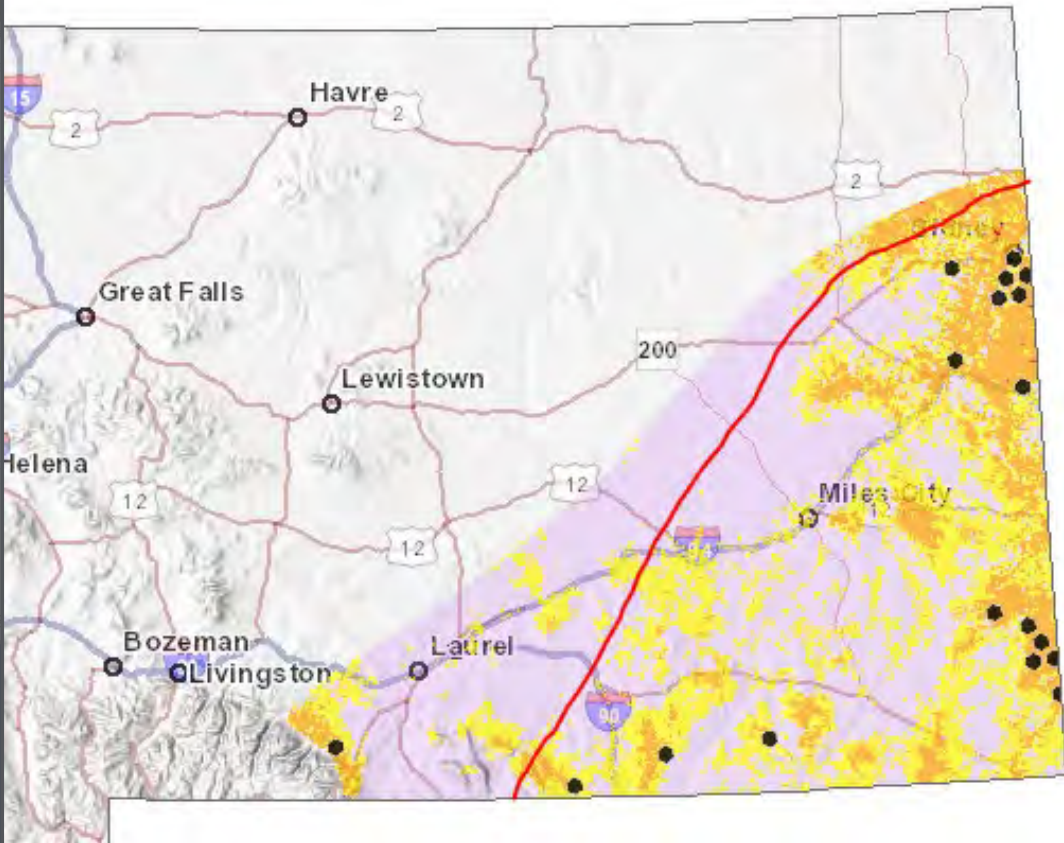 Havre
15
2
2
2
Sidney
Great Falls
200
Lewistown
Helena
12
12
Miles City
12
12
94
Bozeman
Laurel
Livingston
90